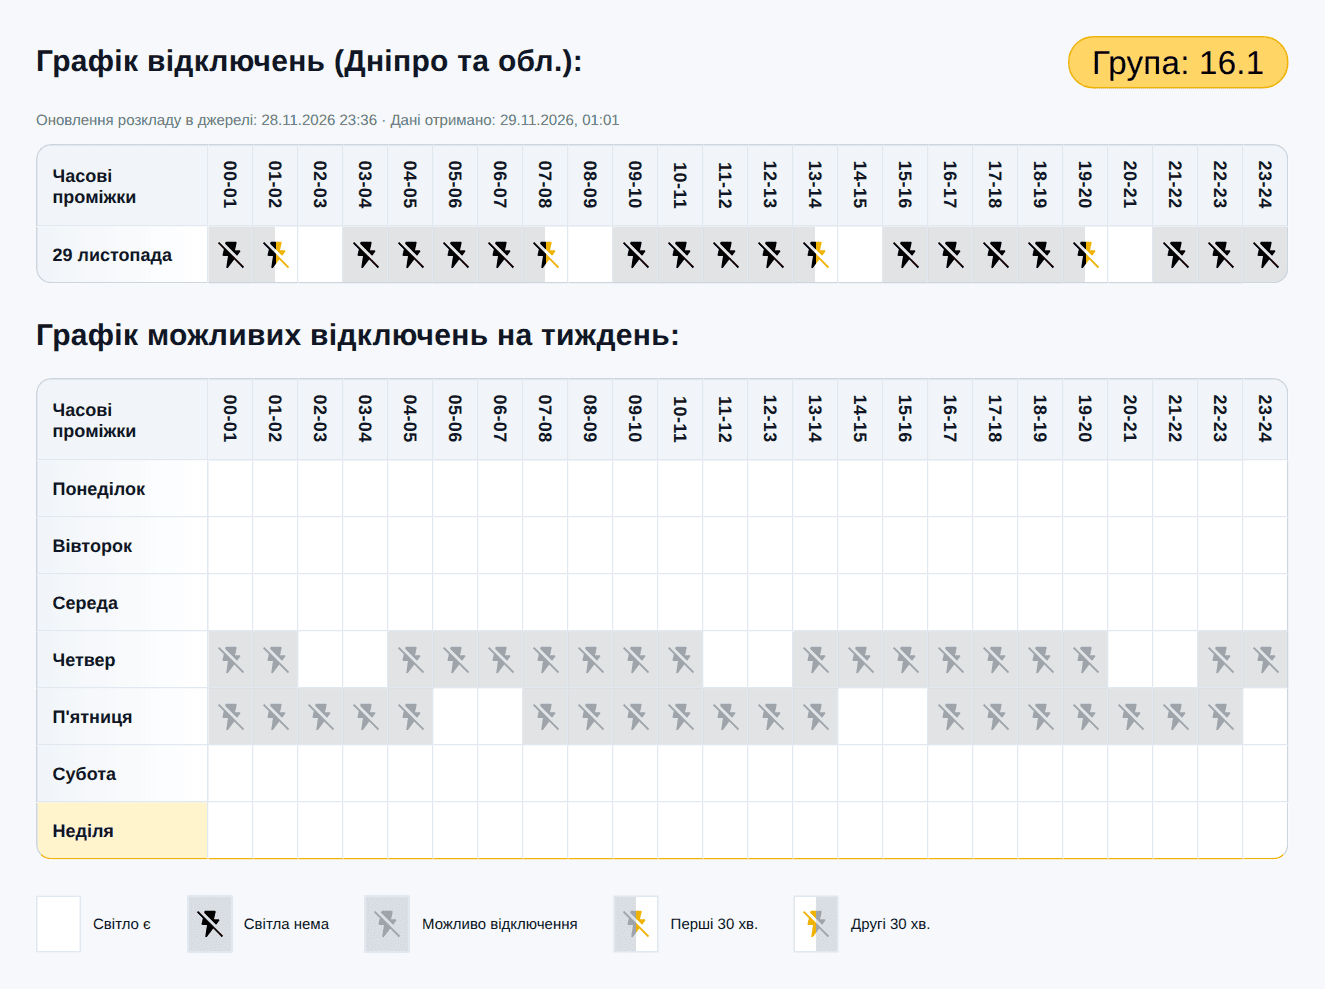 Графік відключень (Дніпро та обл.):
Група: 16.1
Оновлення розкладу в джерелі: 28.11.2026 23:36 · Дані отримано: 29.11.2026, 01:01
Часові проміжки 00-01 01-02 02-03 03-04 04-05 05-06 06-07 07-08 08-09 09-10 10-11 11-12 12-13 13-14 14-15 15-16 16-17 17-18 18-19 19-20 20-21 21-22 22-23 23-24
29 листопада
Графік можливих відключень на тиждень:
Часові проміжки 00-01 01-02 02-03 03-04 04-05 05-06 06-07 07-08 08-09 09-10 10-11 11-12 12-13 13-14 14-15 15-16 16-17 17-18 18-19 19-20 20-21 21-22 22-23 23-24
Понеділок
Вівторок
Середа
Четвер
П'ятниця
Субота
Неділя
Світло є Світла нема Можливо відключення Перші 30 хв. Другі 30 хв.